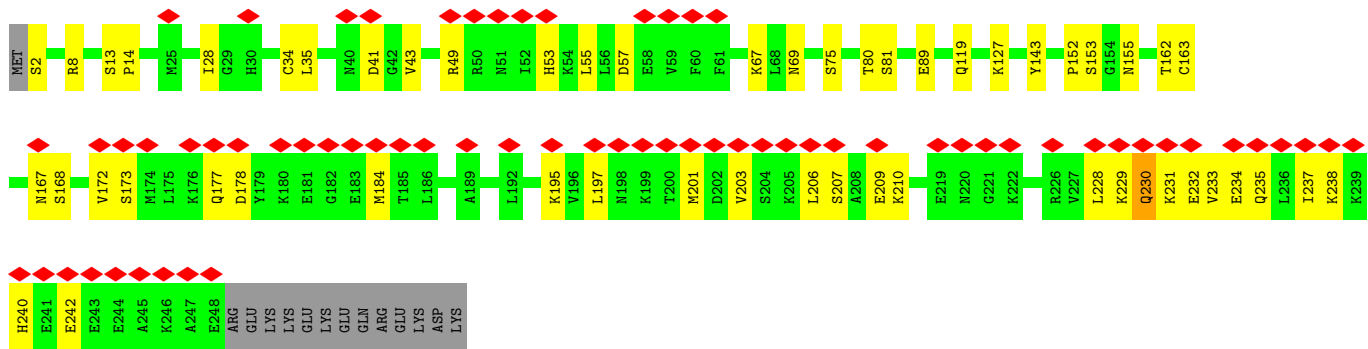 MET S2 R8 S13 P14 M25 I28 G29 H30 C34 L35 N40 D41 G42 V43 R49 R50 N51 I52 H53 K54 L55 L56 D57 E58 V59 F60 F61 K67 L68 N69 S75 T80 S81 E89 Q119 K127 Y143 P152 S153 G154 N155 T162 C163
N167 S168 V172 S173 M174 L175 K176 Q177 D178 Y179 K180 E181 G182 E183 M184 T185 L186 A189 L192 K195 V196 L197 N198 K199 T200 M201 D202 V203 S204 K205 L206 S207 A208 E209 K210 E219 N220 G221 K222 R226 V227 L228 K229 Q230 K231 E232 V233 E234 Q235 L236 I237 K238 K239
H240 E241 E242 E243 E244 A245 K246 A247 E248 ARG GLU LYS LYS GLU LYS GLU GLN ARG GLU LYS ASP LYS